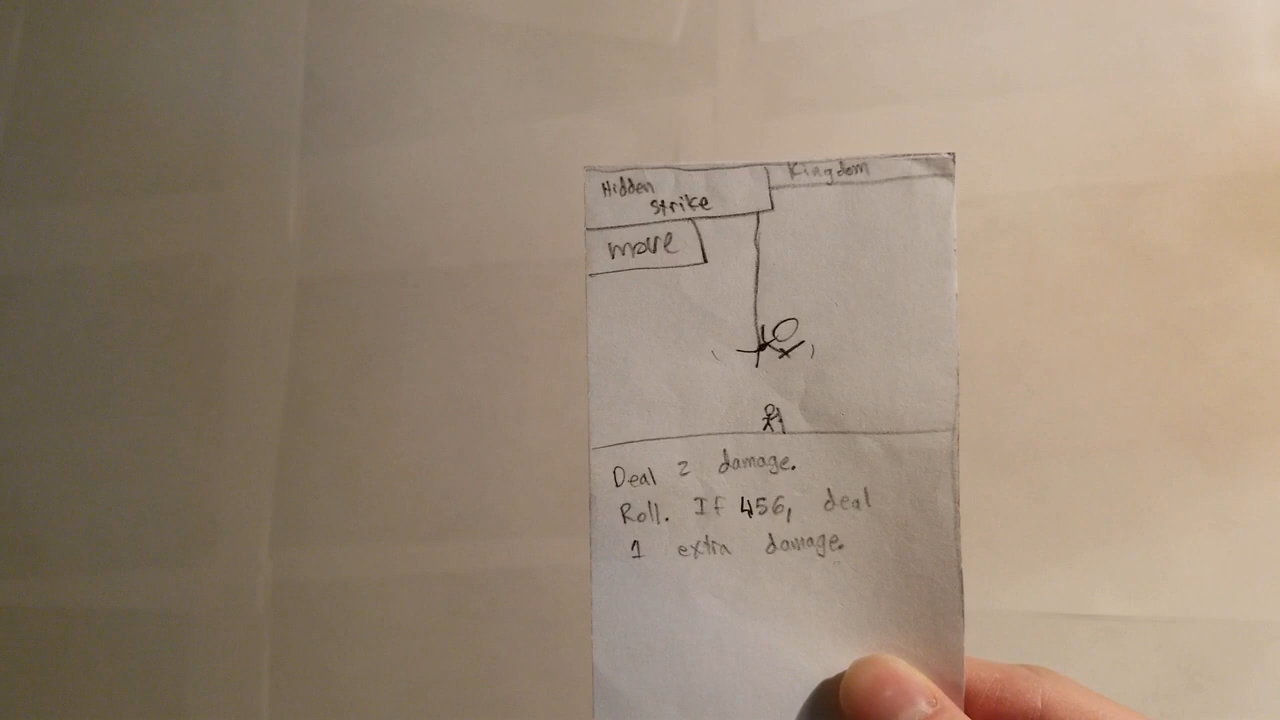 Hidden
strike
Kingdom
move
Deal 2 damage.
Roll. If 456, deal
1 extra damage.